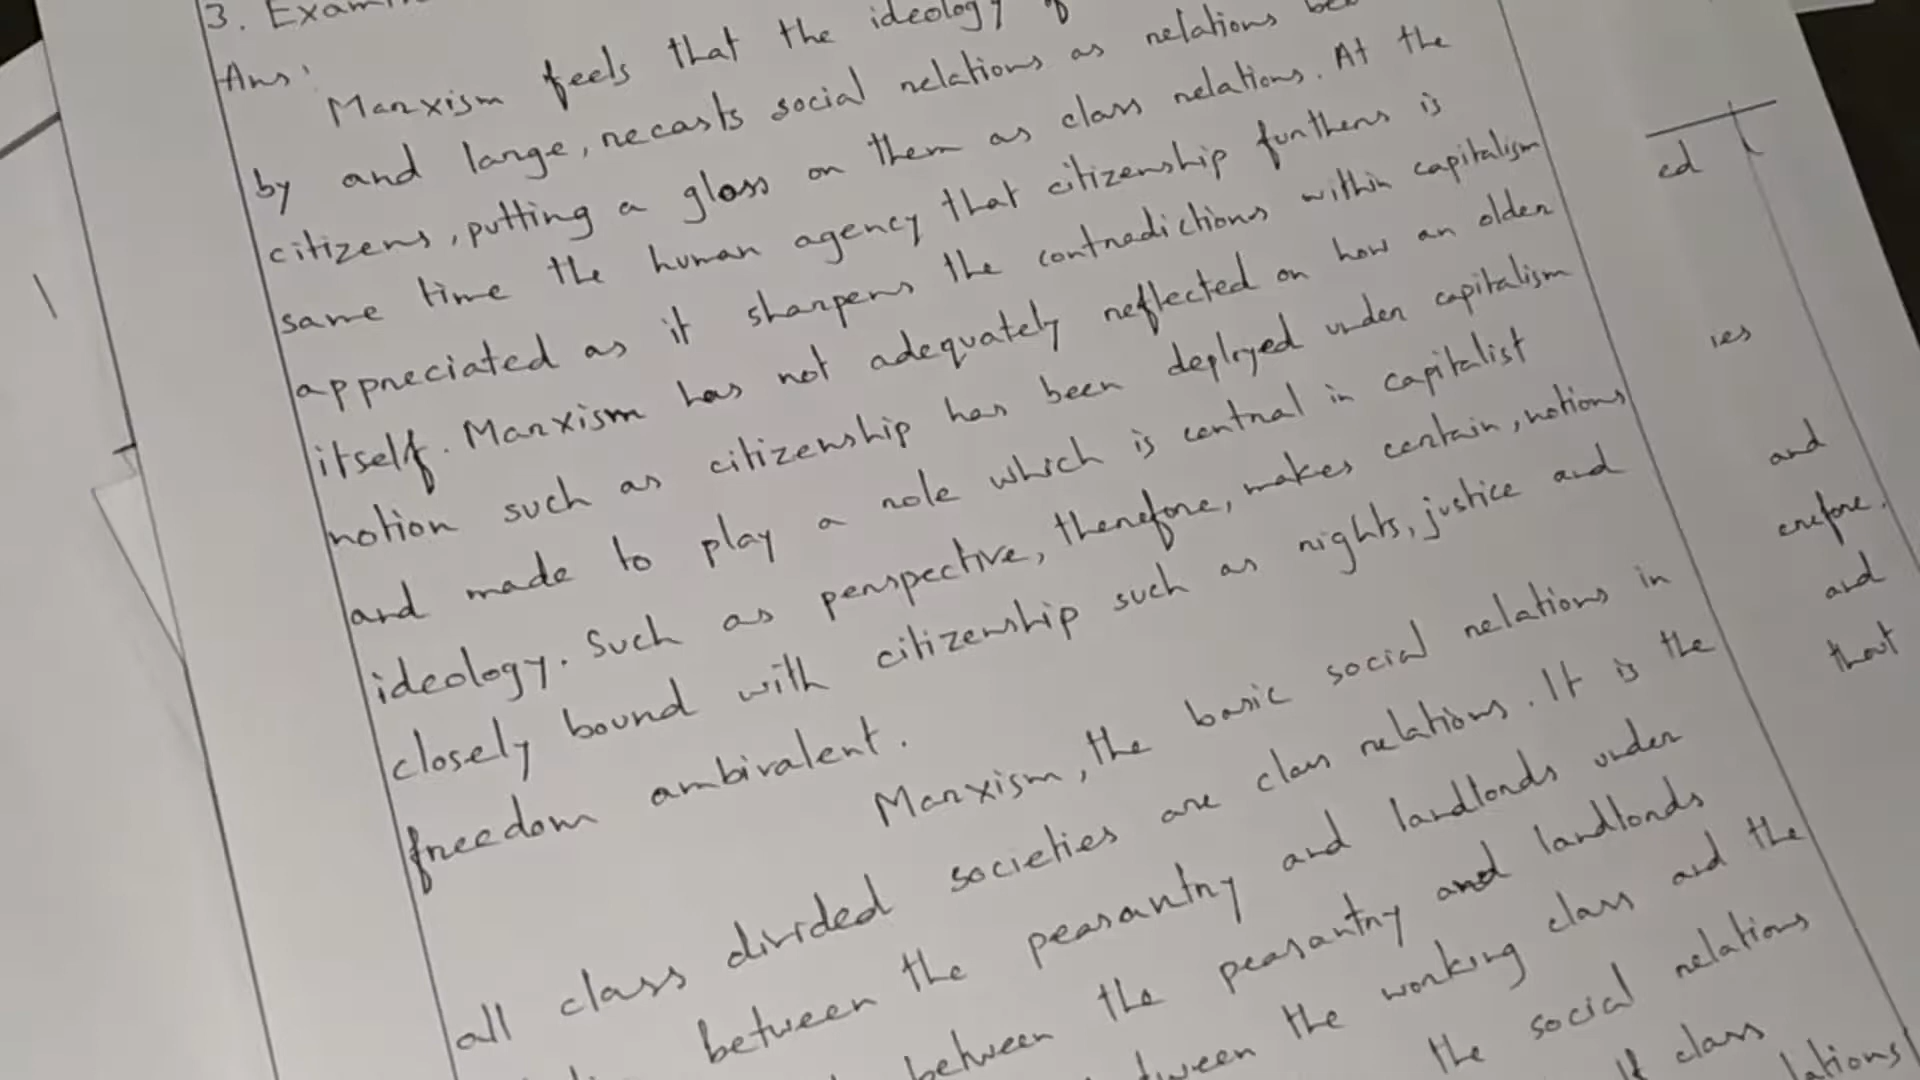 3.
Ans:
Marxism feels that the ideology of
by and large, recasts social relations as relations
citizens, putting a gloss on them as class relations. At the
same time the human agency that citizenship furthers is
appreciated as it sharpens the contradictions within capitalism
itself. Marxism has not adequately reflected on how an older
notion such as citizenship has been deployed under capitalism
and made to play a role which is central in capitalist
ideology. Such as perspective, therefore, makes certain, notions
closely bound with citizenship such as rights, justice and
freedom ambivalent.
Marxism, the basic social relations in
all class divided societies are class relations. It is the
between the peasantry and landlords under
between the peasantry and landlords
the working class and the
the social relations
class
ed
ies
and
erefore.
and
that